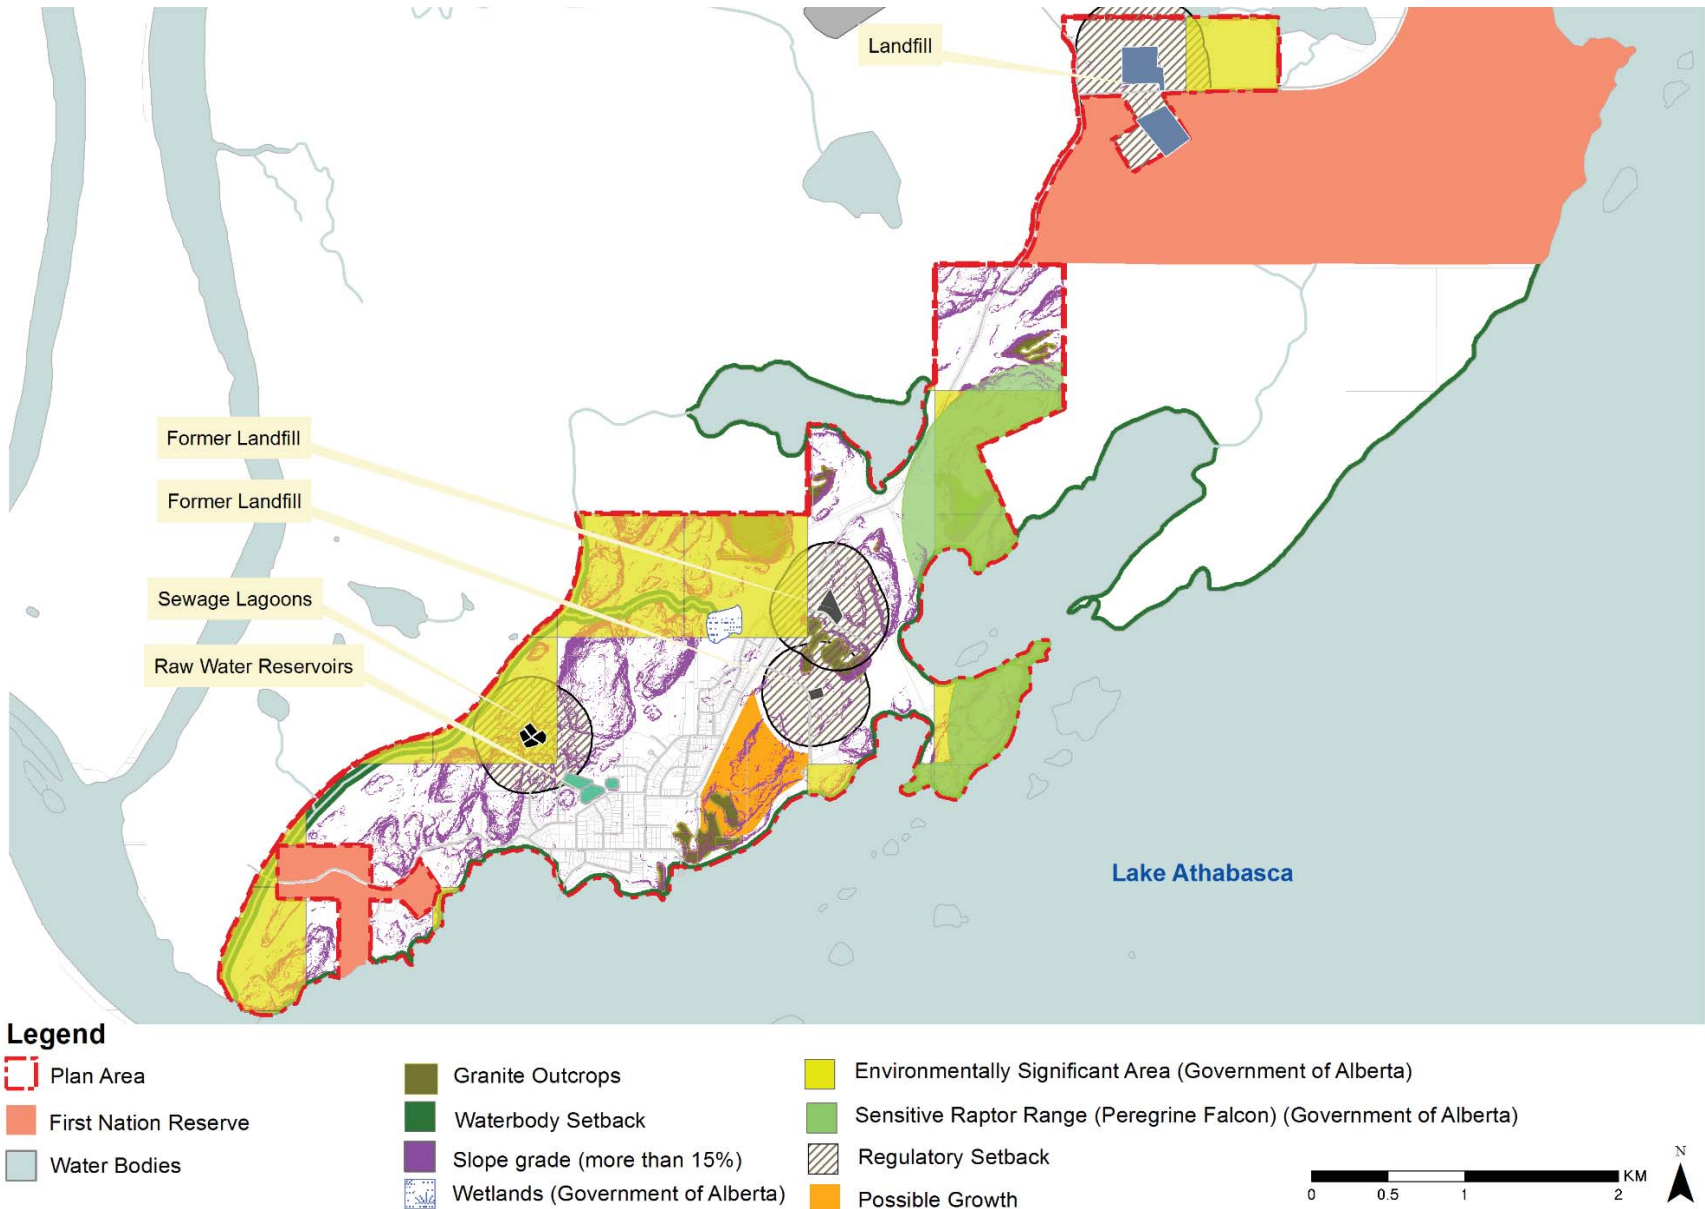 Landfill
Former Landfill
Former Landfill
Sewage Lagoons
Raw Water Reservoirs
Lake Athabasca
Legend
Plan Area
First Nation Reserve
Water Bodies
Granite Outcrops
Waterbody Setback
Slope grade (more than 15%)
Wetlands (Government of Alberta)
Environmentally Significant Area (Government of Alberta)
Sensitive Raptor Range (Peregrine Falcon) (Government of Alberta)
Regulatory Setback
Possible Growth
KM
0 0.5 1 2
N